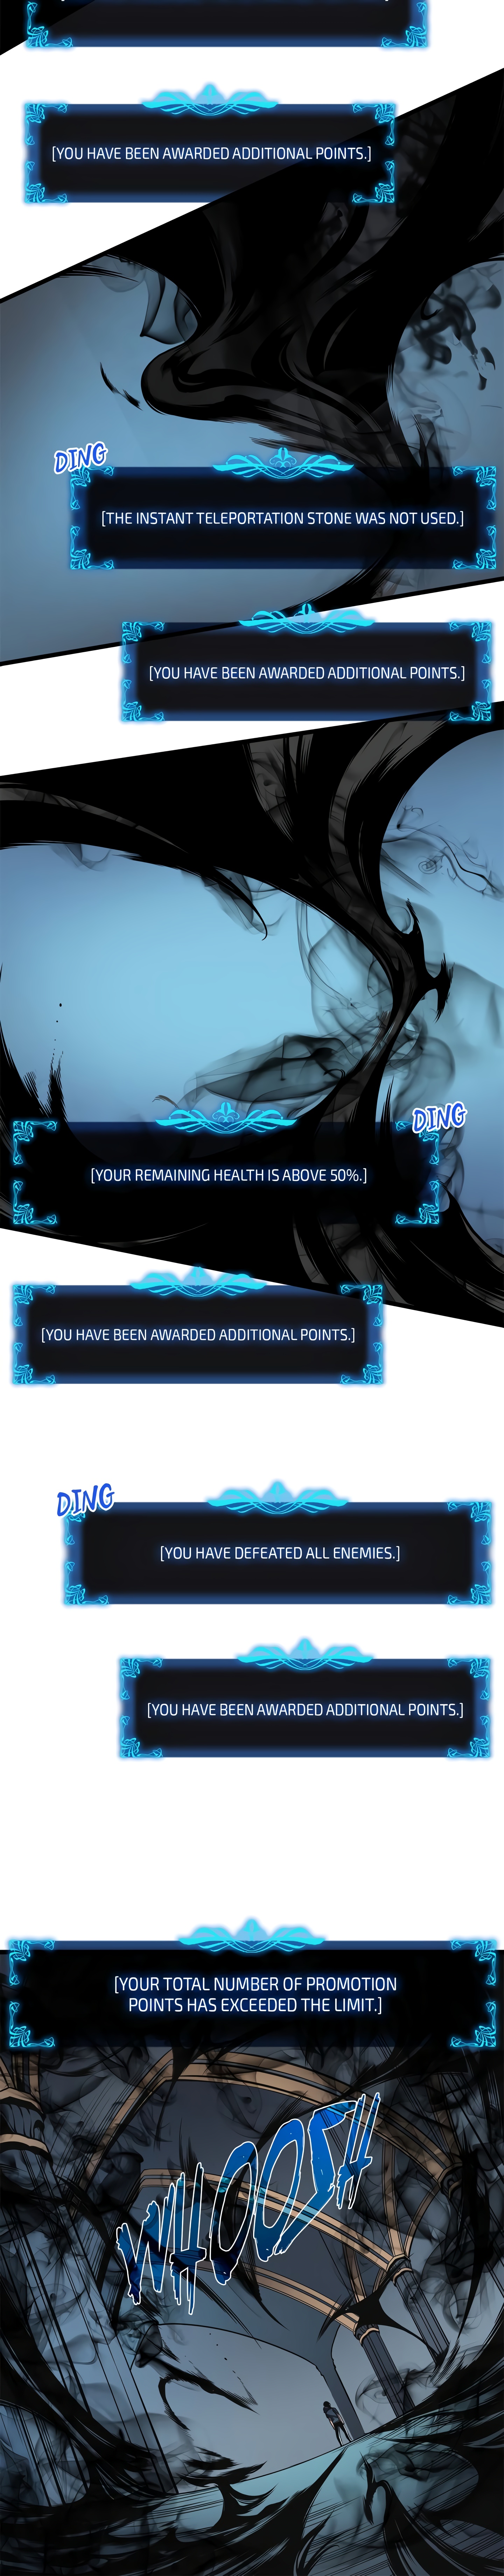 [YOU HAVE BEEN AWARDED ADDITIONAL POINTS.]
DING
[THE INSTANT TELEPORTATION STONE WAS NOT USED.]
[YOU HAVE BEEN AWARDED ADDITIONAL POINTS.]
DING
[YOUR REMAINING HEALTH IS ABOVE 50%.]
[YOU HAVE BEEN AWARDED ADDITIONAL POINTS.]
DING
[YOU HAVE DEFEATED ALL ENEMIES.]
[YOU HAVE BEEN AWARDED ADDITIONAL POINTS.]
[YOUR TOTAL NUMBER OF PROMOTION
POINTS HAS EXCEEDED THE LIMIT.]
WHOOSH